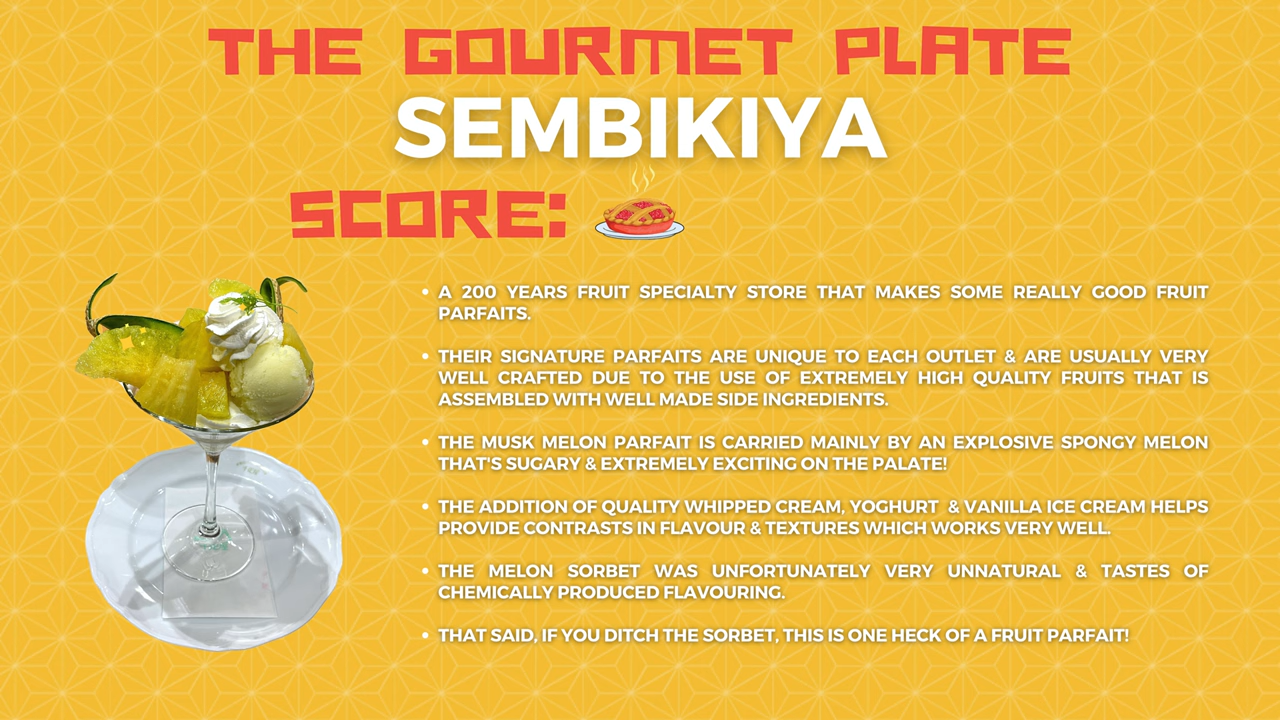 THE GOURMET PLATE
SEMBIKIYA
SCORE:
• A 200 YEARS FRUIT SPECIALTY STORE THAT MAKES SOME REALLY GOOD FRUIT
PARFAITS.
• THEIR SIGNATURE PARFAITS ARE UNIQUE TO EACH OUTLET & ARE USUALLY VERY
WELL CRAFTED DUE TO THE USE OF EXTREMELY HIGH QUALITY FRUITS THAT IS
ASSEMBLED WITH WELL MADE SIDE INGREDIENTS.
• THE MUSK MELON PARFAIT IS CARRIED MAINLY BY AN EXPLOSIVE SPONGY MELON
THAT'S SUGARY & EXTREMELY EXCITING ON THE PALATE!
• THE ADDITION OF QUALITY WHIPPED CREAM, YOGHURT & VANILLA ICE CREAM HELPS
PROVIDE CONTRASTS IN FLAVOUR & TEXTURES WHICH WORKS VERY WELL.
• THE MELON SORBET WAS UNFORTUNATELY VERY UNNATURAL & TASTES OF
CHEMICALLY PRODUCED FLAVOURING.
• THAT SAID, IF YOU DITCH THE SORBET, THIS IS ONE HECK OF A FRUIT PARFAIT!